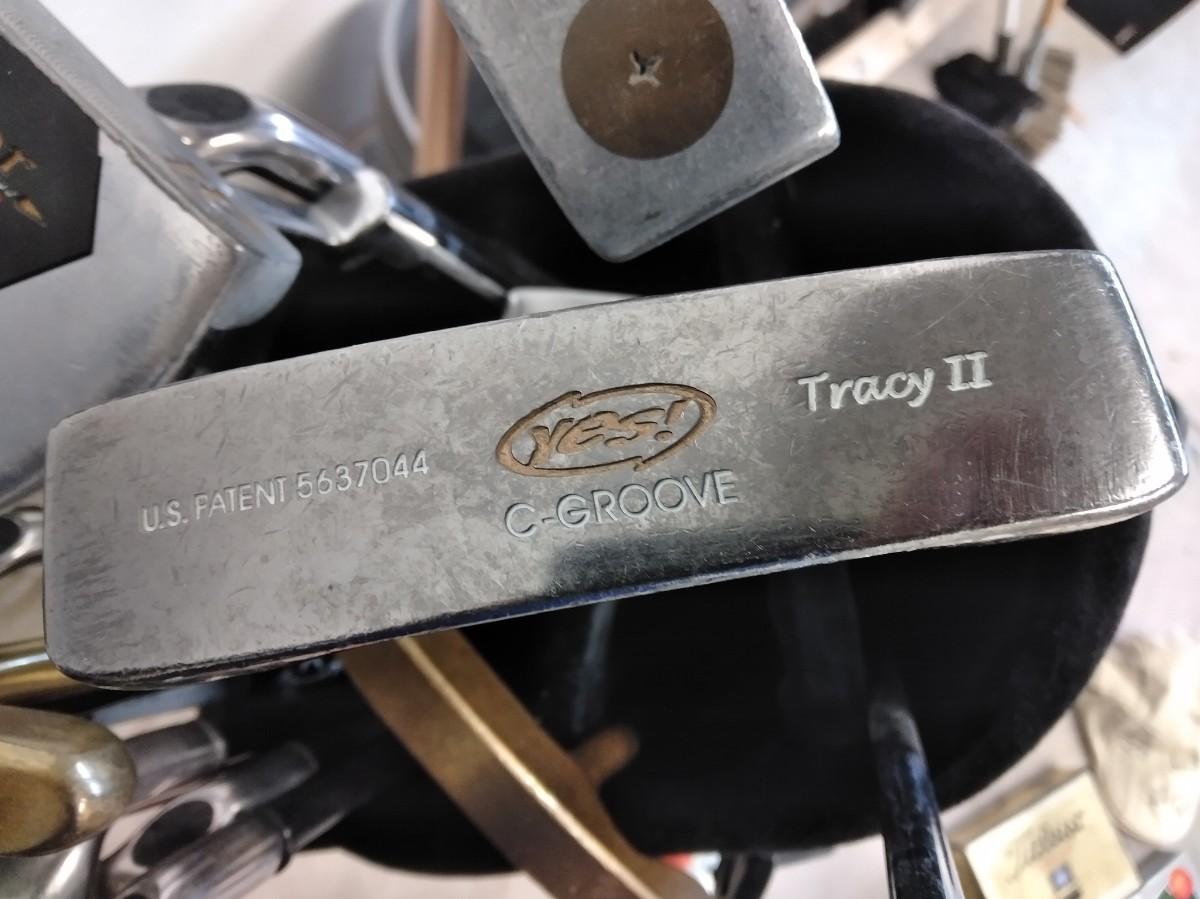 yes!
Tracy II
U.S. PATENT 5637044
C-GROOVE